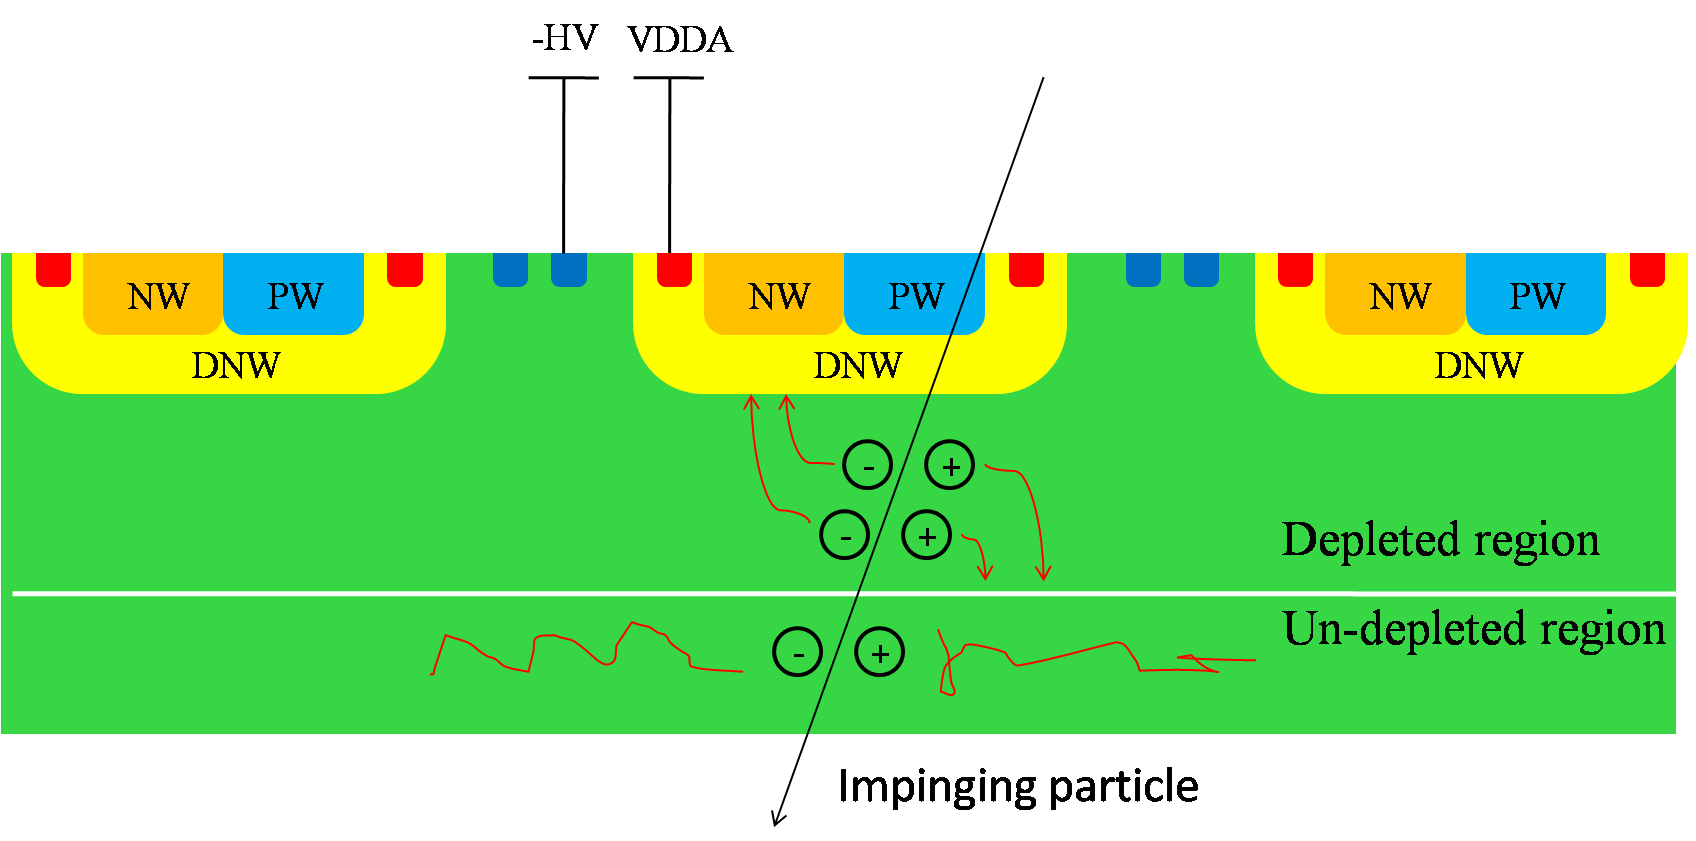 -HV VDDA
NW PW NW PW NW PW
DNW DNW DNW
- +
- +
Depleted region
- +
Un-depleted region
Impinging particle